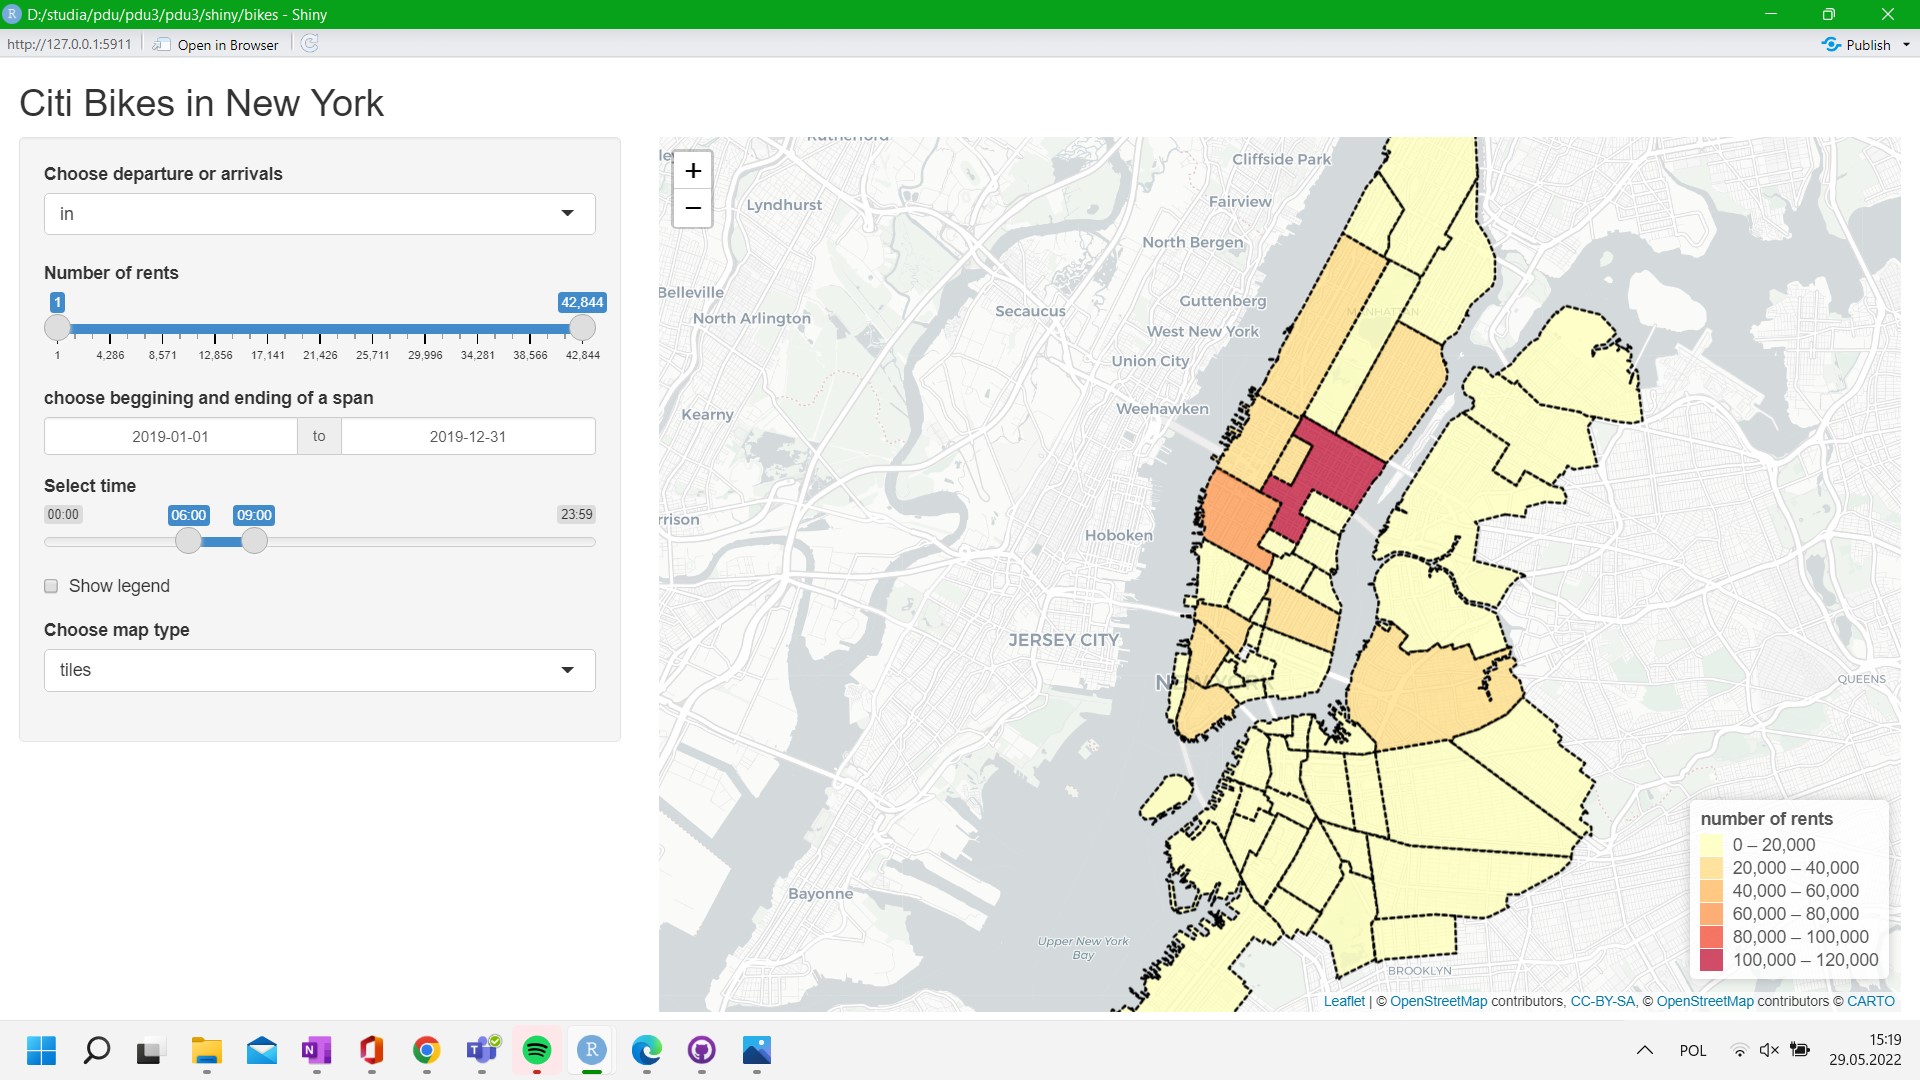 D:/studia/pdu/pdu3/pdu3/shiny/bikes - Shiny
http://127.0.0.1:5911
Open in Browser
Publish
Citi Bikes in New York
Choose departure or arrivals
in
Number of rents
1
42,844
1
4,286
8,571
12,856
17,141
21,426
25,711
29,996
34,281
38,566
42,844
choose beggining and ending of a span
2019-01-01
to
2019-12-31
Select time
00:00
06:00
09:00
23:59
Show legend
Choose map type
tiles
+
−
Cliffside Park
Lyndhurst
Fairview
North Bergen
Belleville
Guttenberg
Secaucus
North Arlington
MANHATTAN
West New York
Union City
Weehawken
Kearny
rrison
Hoboken
JERSEY CITY
NEW YORK
QUEENS
Bayonne
Upper New York
Bay
BROOKLYN
number of rents
0 – 20,000
20,000 – 40,000
40,000 – 60,000
60,000 – 80,000
80,000 – 100,000
100,000 – 120,000
Leaflet | © OpenStreetMap contributors, CC-BY-SA, © OpenStreetMap contributors © CARTO
POL
15:19
29.05.2022